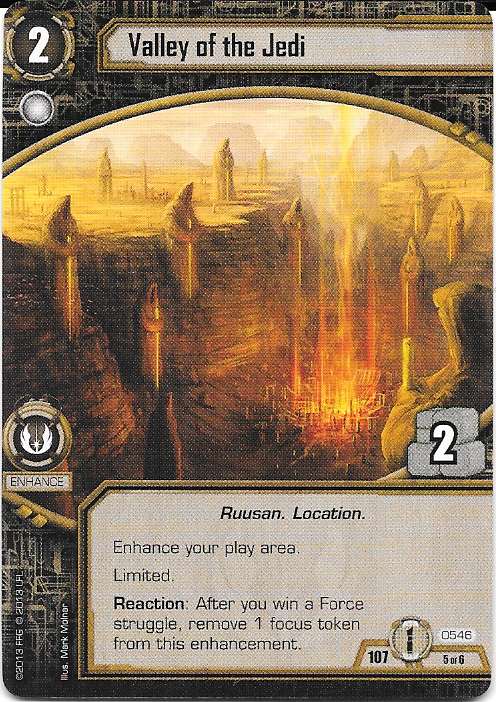 2
Valley of the Jedi
2
ENHANCE
Ruusan. Location.
Enhance your play area.
Limited.
Reaction: After you win a Force
struggle, remove 1 focus token
from this enhancement.
©2013 FFG © 2013 LFL
Illus. Mark Molnar
107
0546
5 of 6